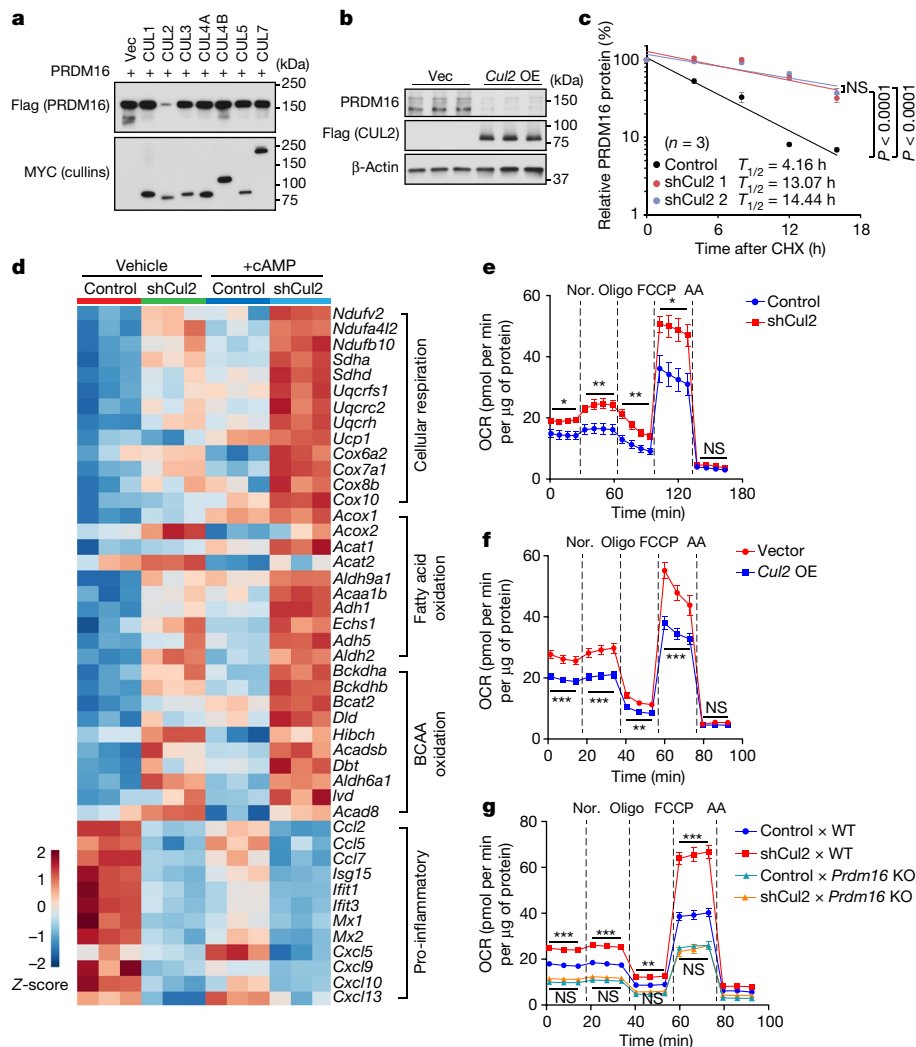 a
PRDM16
Vec
CUL1
CUL2
CUL3
CUL4A
CUL4B
CUL5
CUL7
+ + + + + + + +
(kDa)
Flag (PRDM16)
250
150
MYC (cullins)
250
150
100
75
b
Vec
Cul2 OE
(kDa)
PRDM16
150
Flag (CUL2)
100
75
β-Actin
50
37
c
Relative PRDM16 protein (%)
100
10
1
0 6 12 18
Time after CHX (h)
(n = 3)
Control T1/2 = 4.16 h
shCul2 1 T1/2 = 13.07 h
shCul2 2 T1/2 = 14.44 h
NS
P < 0.0001
P < 0.0001
d
Vehicle
+cAMP
Control
shCul2
Control
shCul2
Ndufv2
Ndufa4l2
Ndufb10
Sdha
Sdhd
Uqcrfs1
Uqcrc2
Uqcrh
Ucp1
Cox6a2
Cox7a1
Cox8b
Cox10
Acox1
Acox2
Acat1
Acat2
Aldh9a1
Acaa1b
Adh1
Echs1
Adh5
Aldh2
Bckdha
Bckdhb
Bcat2
Dld
Hibch
Acadsb
Dbt
Aldh6a1
Ivd
Acad8
Ccl2
Ccl5
Ccl7
Isg15
Ifit1
Ifit3
Mx1
Mx2
Cxcl5
Cxcl9
Cxcl10
Cxcl13
Cellular respiration
Fatty acid
oxidation
BCAA
oxidation
Pro-inflammatory
2
1
0
−1
−2
Z-score
e
Nor. Oligo FCCP AA
OCR (pmol per min
per µg of protein)
60
40
20
0
0 60 120 180
Time (min)
Control
shCul2
*
**
**
*
NS
f
Nor. Oligo FCCP AA
OCR (pmol per min
per µg of protein)
60
40
20
0
0 20 40 60 80 100
Time (min)
Vector
Cul2 OE
***
***
**
***
NS
g
Nor. Oligo FCCP AA
OCR (pmol per min
per µg of protein)
80
60
40
20
0
0 20 40 60 80 100
Time (min)
Control × WT
shCul2 × WT
Control × Prdm16 KO
shCul2 × Prdm16 KO
***
***
**
***
NS
NS
NS
NS